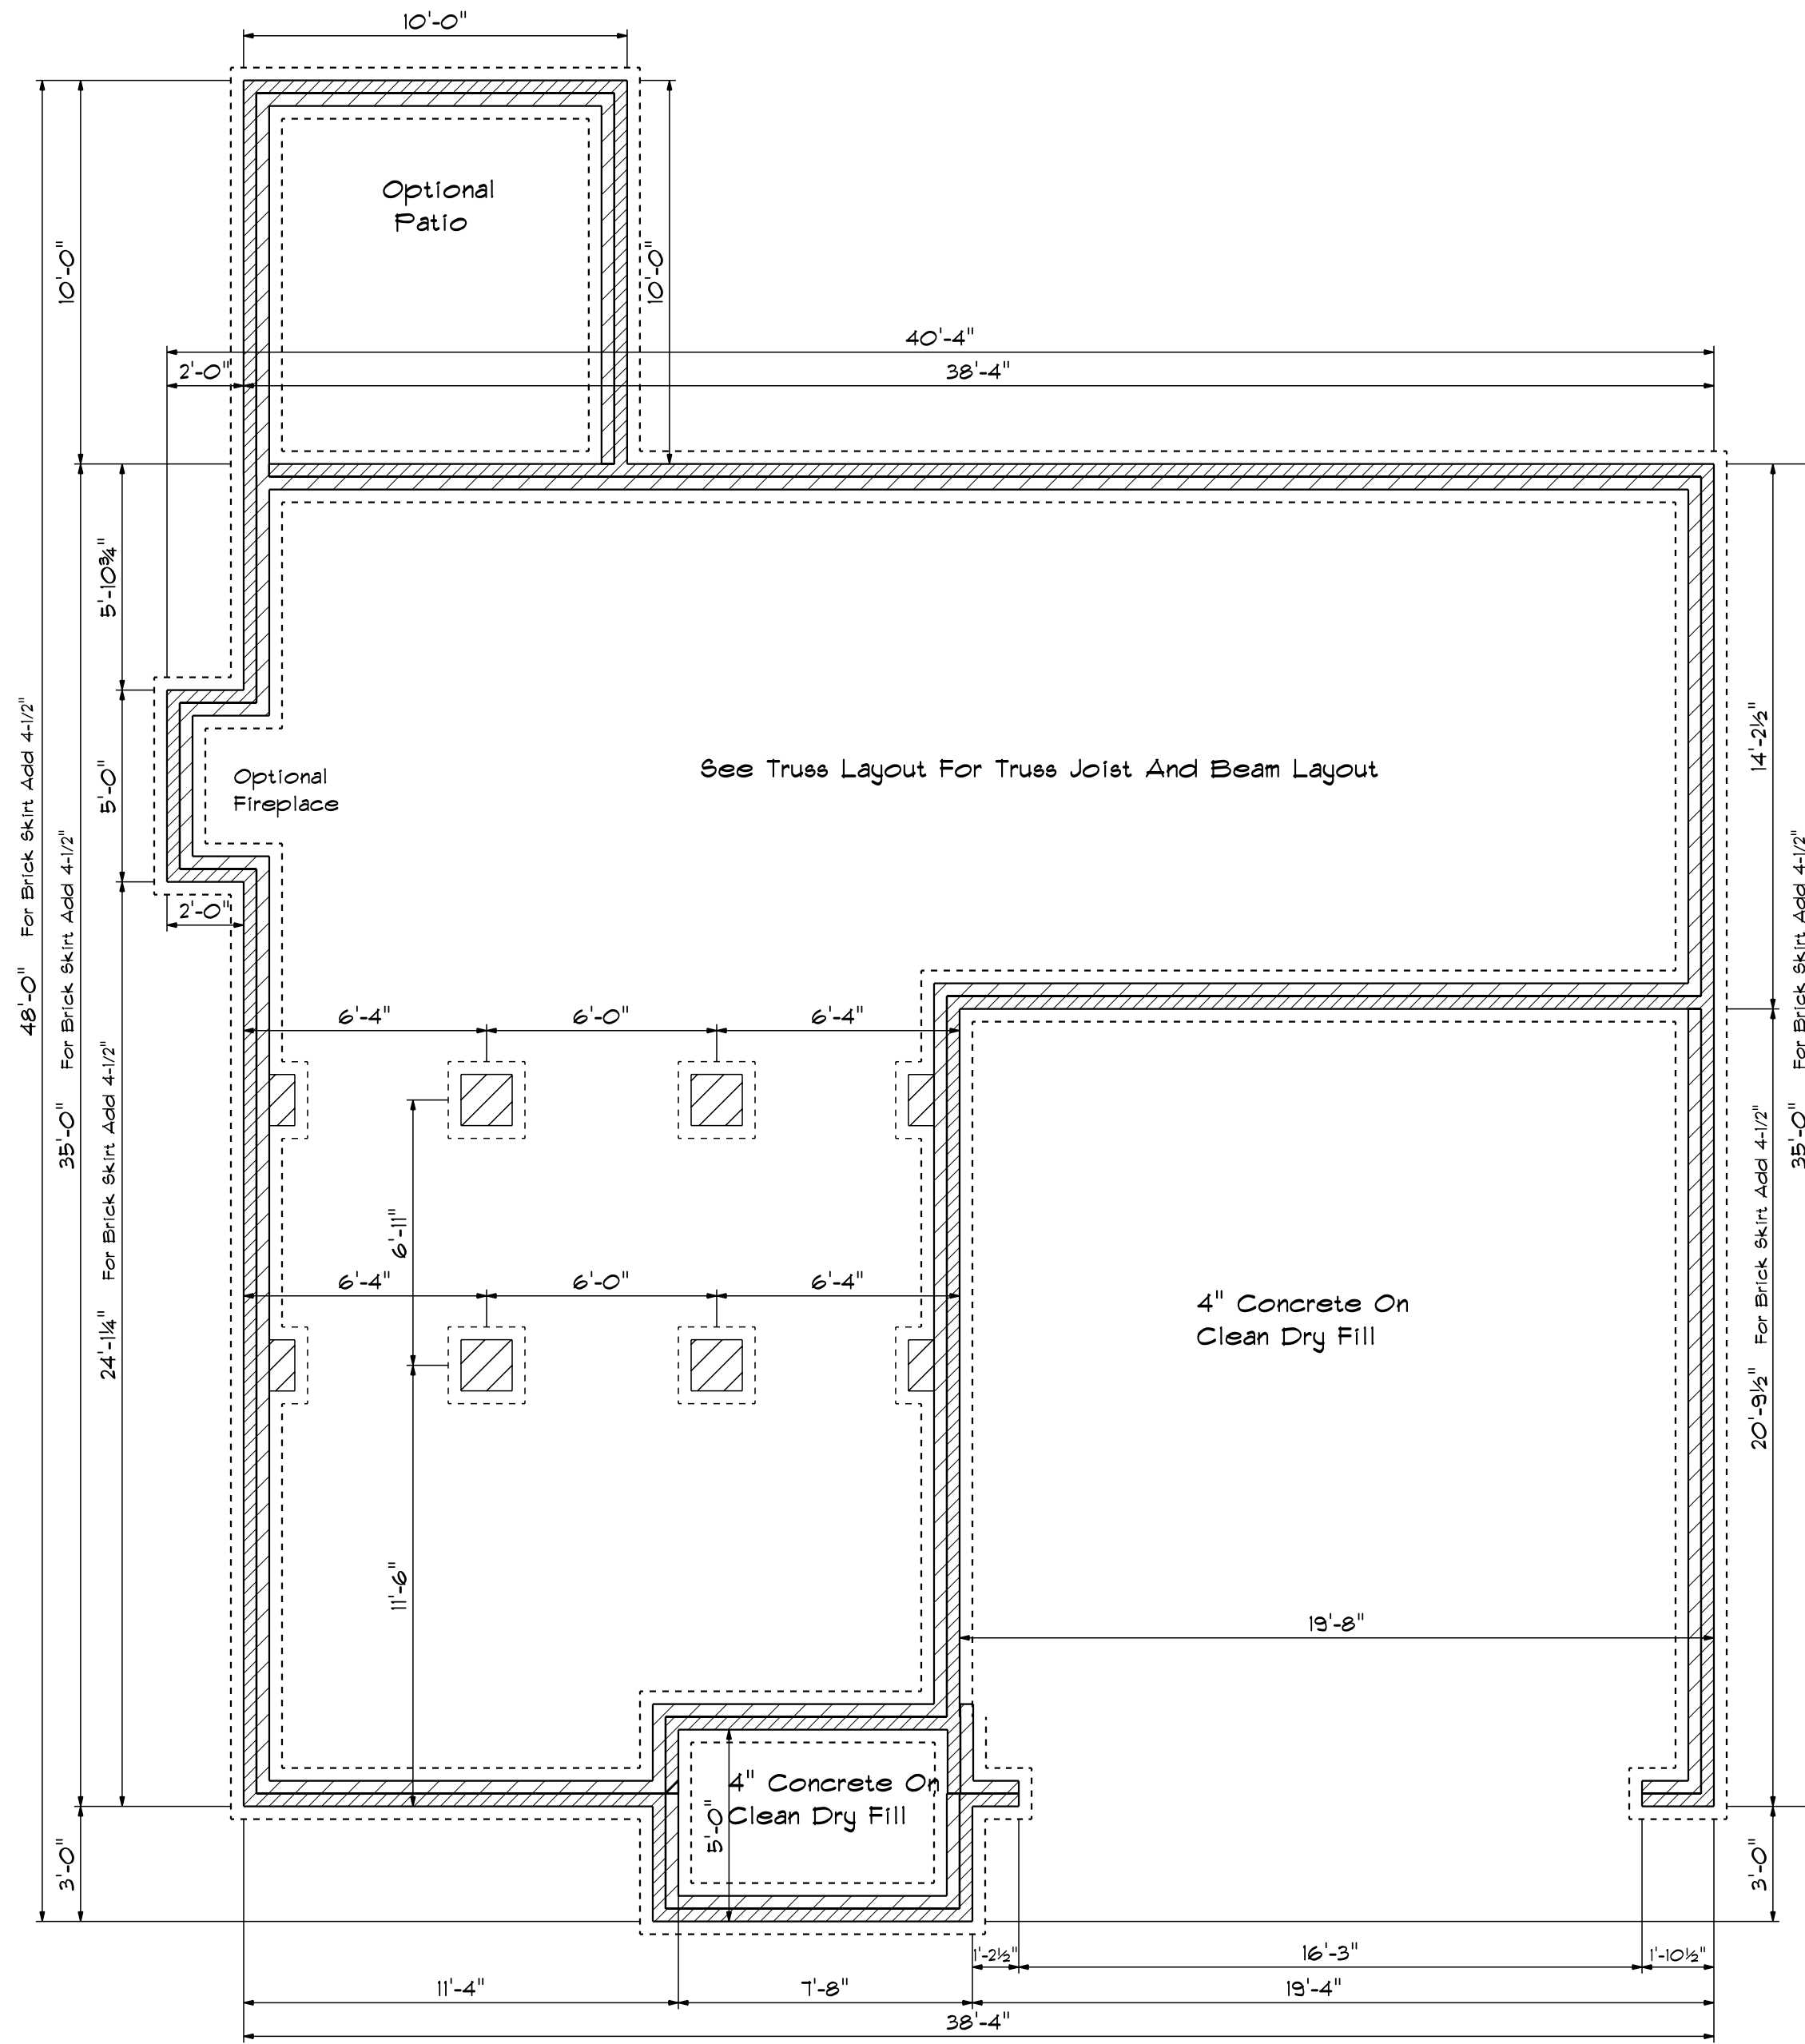 10'-0"
Optional
Patio
10'-0"
10'-0"
40'-4"
2'-0"
38'-4"
5'-10¾"
48'-0" For Brick Skirt Add 4-1/2"
35'-0" For Brick Skirt Add 4-1/2"
5'-0"
Optional
Fireplace
See Truss Layout For Truss Joist And Beam Layout
14'-2½"
35'-0" For Brick Skirt Add 4-1/2"
2'-0"
6'-4"
6'-0"
6'-4"
24'-1¼" For Brick Skirt Add 4-1/2"
6'-11"
6'-4"
6'-0"
6'-4"
4" Concrete On
Clean Dry Fill
20'-9½" For Brick Skirt Add 4-1/2"
11'-6"
19'-8"
4" Concrete On
Clean Dry Fill
5'-0"
3'-0"
3'-0"
1'-2½"
16'-3"
1'-10½"
11'-4"
7'-8"
19'-4"
38'-4"